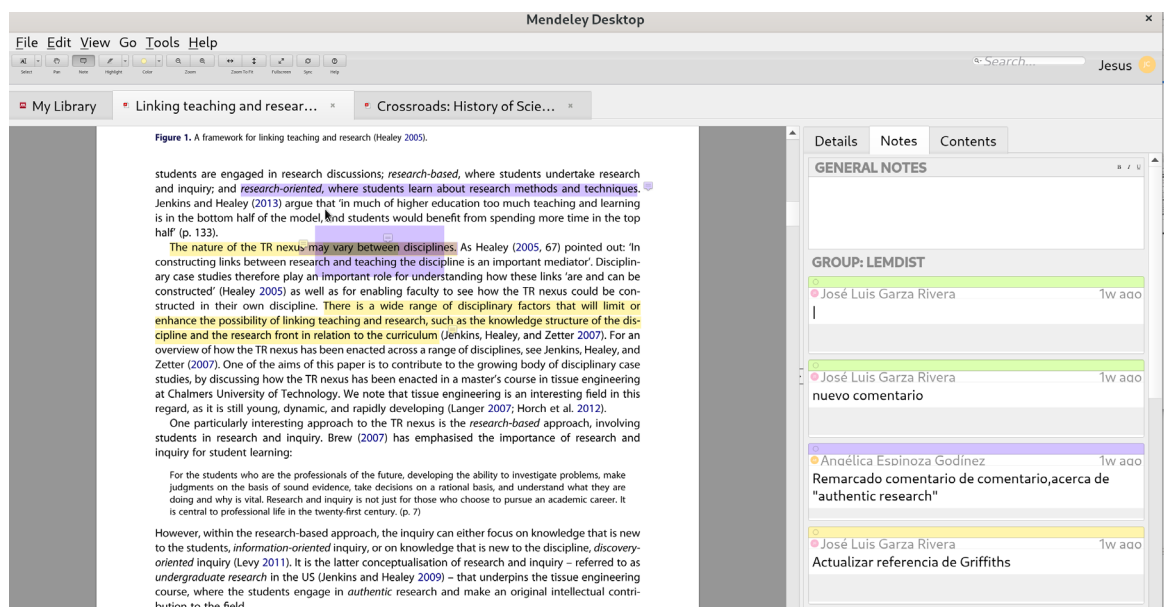 Mendeley Desktop ×
File Edit View Go Tools Help
Select Pan Note Highlight Color Zoom Zoom To Fit Fullscreen Sync Help
Search... Jesus
My Library Linking teaching and resear... × Crossroads: History of Scie... ×
Figure 1. A framework for linking teaching and research (Healey 2005).
students are engaged in research discussions; research-based, where students undertake research
and inquiry; and research-oriented, where students learn about research methods and techniques.
Jenkins and Healey (2013) argue that 'in much of higher education too much teaching and learning
is in the bottom half of the model, and students would benefit from spending more time in the top
half' (p. 133).
The nature of the TR nexus may vary between disciplines. As Healey (2005, 67) pointed out: 'In
constructing links between research and teaching the discipline is an important mediator'. Disciplin-
ary case studies therefore play an important role for understanding how these links 'are and can be
constructed' (Healey 2005) as well as for enabling faculty to see how the TR nexus could be con-
structed in their own discipline. There is a wide range of disciplinary factors that will limit or
enhance the possibility of linking teaching and research, such as the knowledge structure of the dis-
cipline and the research front in relation to the curriculum (Jenkins, Healey, and Zetter 2007). For an
overview of how the TR nexus has been enacted across a range of disciplines, see Jenkins, Healey, and
Zetter (2007). One of the aims of this paper is to contribute to the growing body of disciplinary case
studies, by discussing how the TR nexus has been enacted in a master's course in tissue engineering
at Chalmers University of Technology. We note that tissue engineering is an interesting field in this
regard, as it is still young, dynamic, and rapidly developing (Langer 2007; Horch et al. 2012).
One particularly interesting approach to the TR nexus is the research-based approach, involving
students in research and inquiry. Brew (2007) has emphasised the importance of research and
inquiry for student learning:
For the students who are the professionals of the future, developing the ability to investigate problems, make
judgments on the basis of sound evidence, take decisions on a rational basis, and understand what they are
doing and why is vital. Research and inquiry is not just for those who choose to pursue an academic career. It
is central to professional life in the twenty-first century. (p. 7)
However, within the research-based approach, the inquiry can either focus on knowledge that is new
to the students, information-oriented inquiry, or on knowledge that is new to the discipline, discovery-
oriented inquiry (Levy 2011). It is the latter conceptualisation of research and inquiry – referred to as
undergraduate research in the US (Jenkins and Healey 2009) – that underpins the tissue engineering
course, where the students engage in authentic research and make an original intellectual contri-
bution to the field.
Details Notes Contents
GENERAL NOTES B I U
GROUP: LEMDIST
José Luis Garza Rivera 1w ago
José Luis Garza Rivera 1w ago
nuevo comentario
Angélica Espinoza Godínez 1w ago
Remarcado comentario de comentario,acerca de
"authentic research"
José Luis Garza Rivera 1w ago
Actualizar referencia de Griffiths